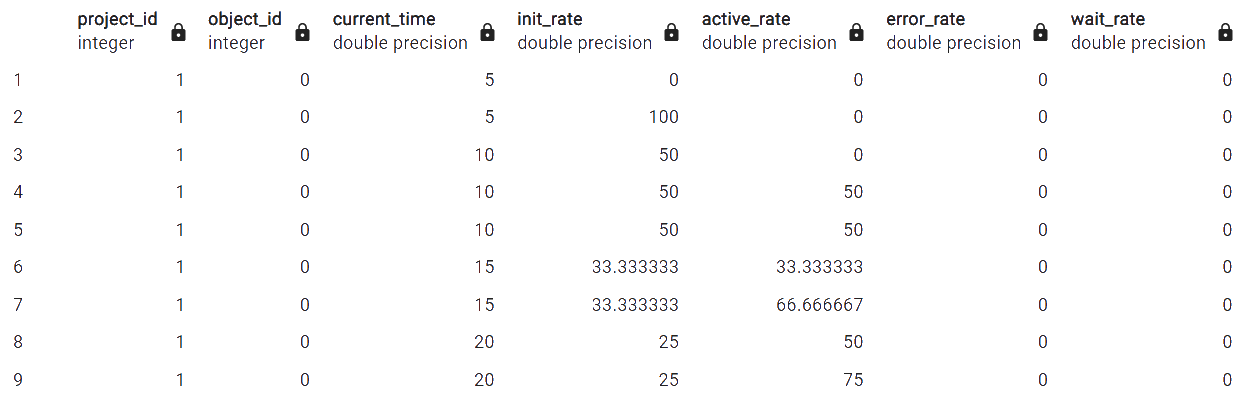 project_id object_id current_time init_rate active_rate error_rate wait_rate
integer integer double precision double precision double precision double precision double precision
1 1 0 5 0 0 0 0
2 1 0 5 100 0 0 0
3 1 0 10 50 0 0 0
4 1 0 10 50 50 0 0
5 1 0 10 50 50 0 0
6 1 0 15 33.333333 33.333333 0 0
7 1 0 15 33.333333 66.666667 0 0
8 1 0 20 25 50 0 0
9 1 0 20 25 75 0 0